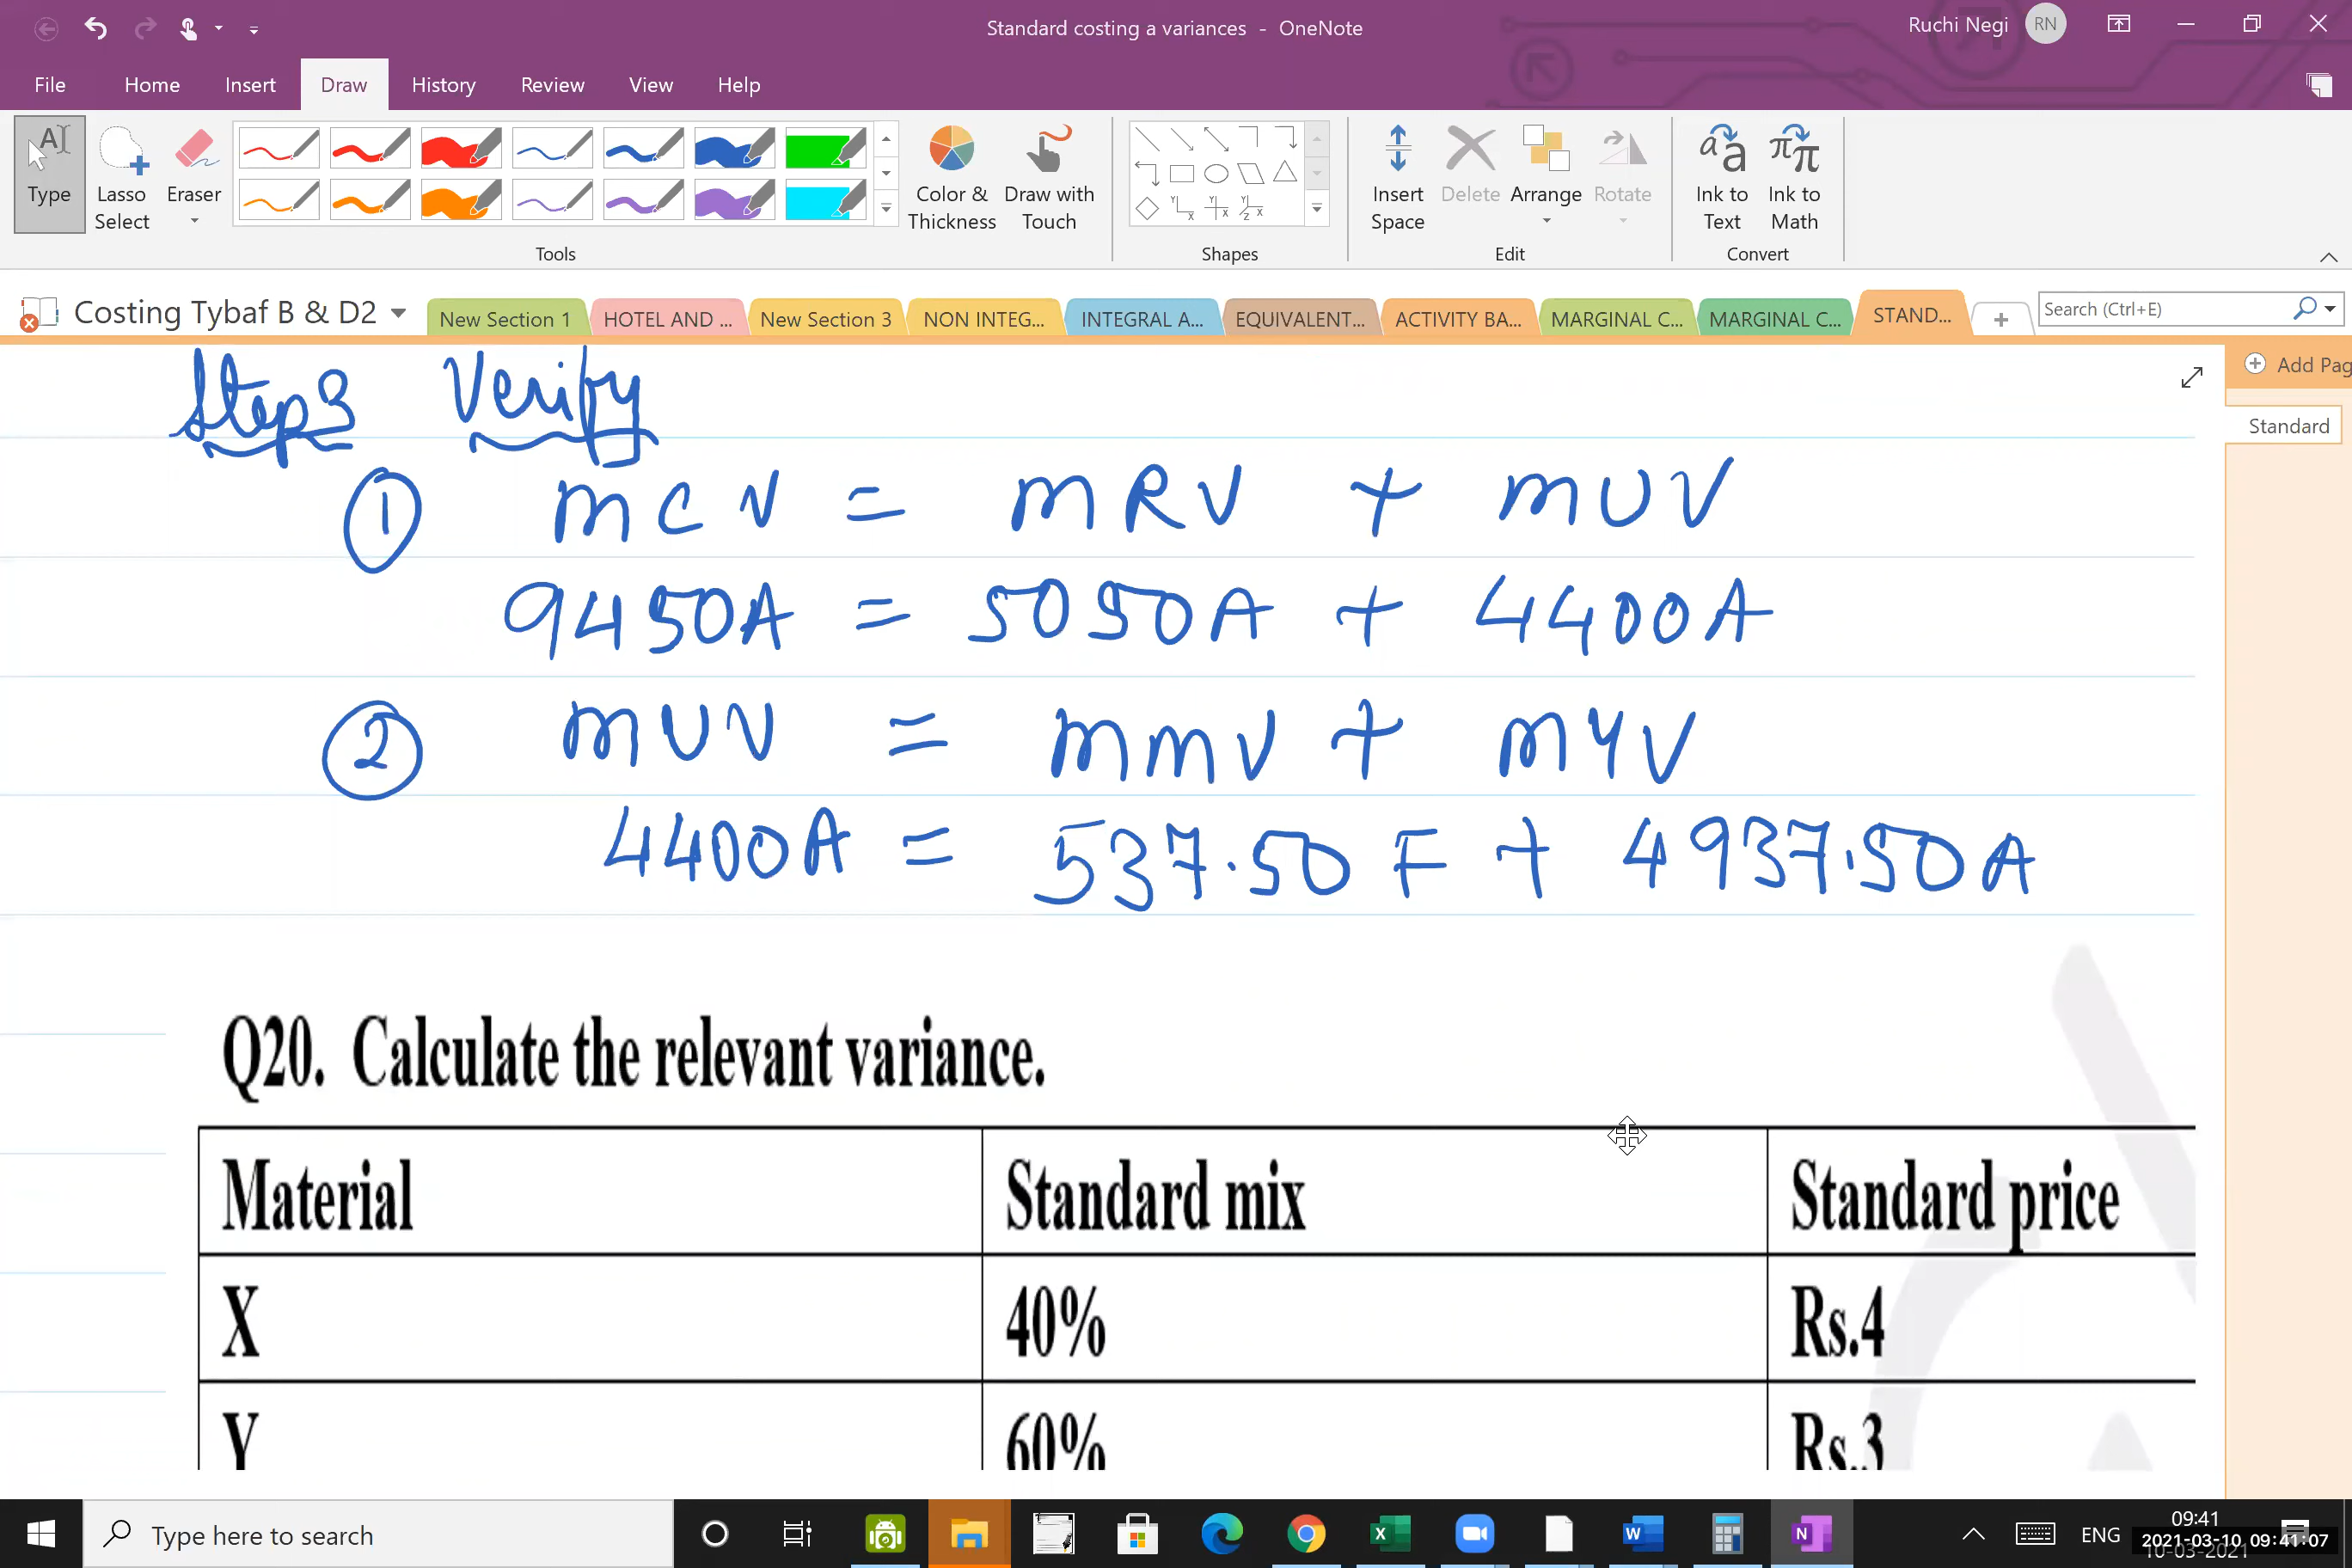 Standard costing a variances - OneNote
Ruchi Negi RN
File Home Insert Draw History Review View Help
Type
Lasso Select
Eraser
Color & Thickness
Draw with Touch
Insert Space
Delete
Arrange
Rotate
Ink to Text
Ink to Math
Tools Shapes Edit Convert
Costing Tybaf B & D2
New Section 1 HOTEL AND ... New Section 3 NON INTEG... INTEGRAL A... EQUIVALENT... ACTIVITY BA... MARGINAL C... MARGINAL C... STAND...
Search (Ctrl+E)
Add Pag
Standard
Step 3 Verify
1 MCV = MRV + MUV
9450A = 5050A + 4400A
2 MUV = MMV + MYV
4400A = 537.50 F + 4937.50A
Q20. Calculate the relevant variance.
Material Standard mix Standard price
X 40% Rs.4
Y 60% Rs.3
Type here to search
ENG
09:41
2021-03-10 09:41:07
10-03-2021